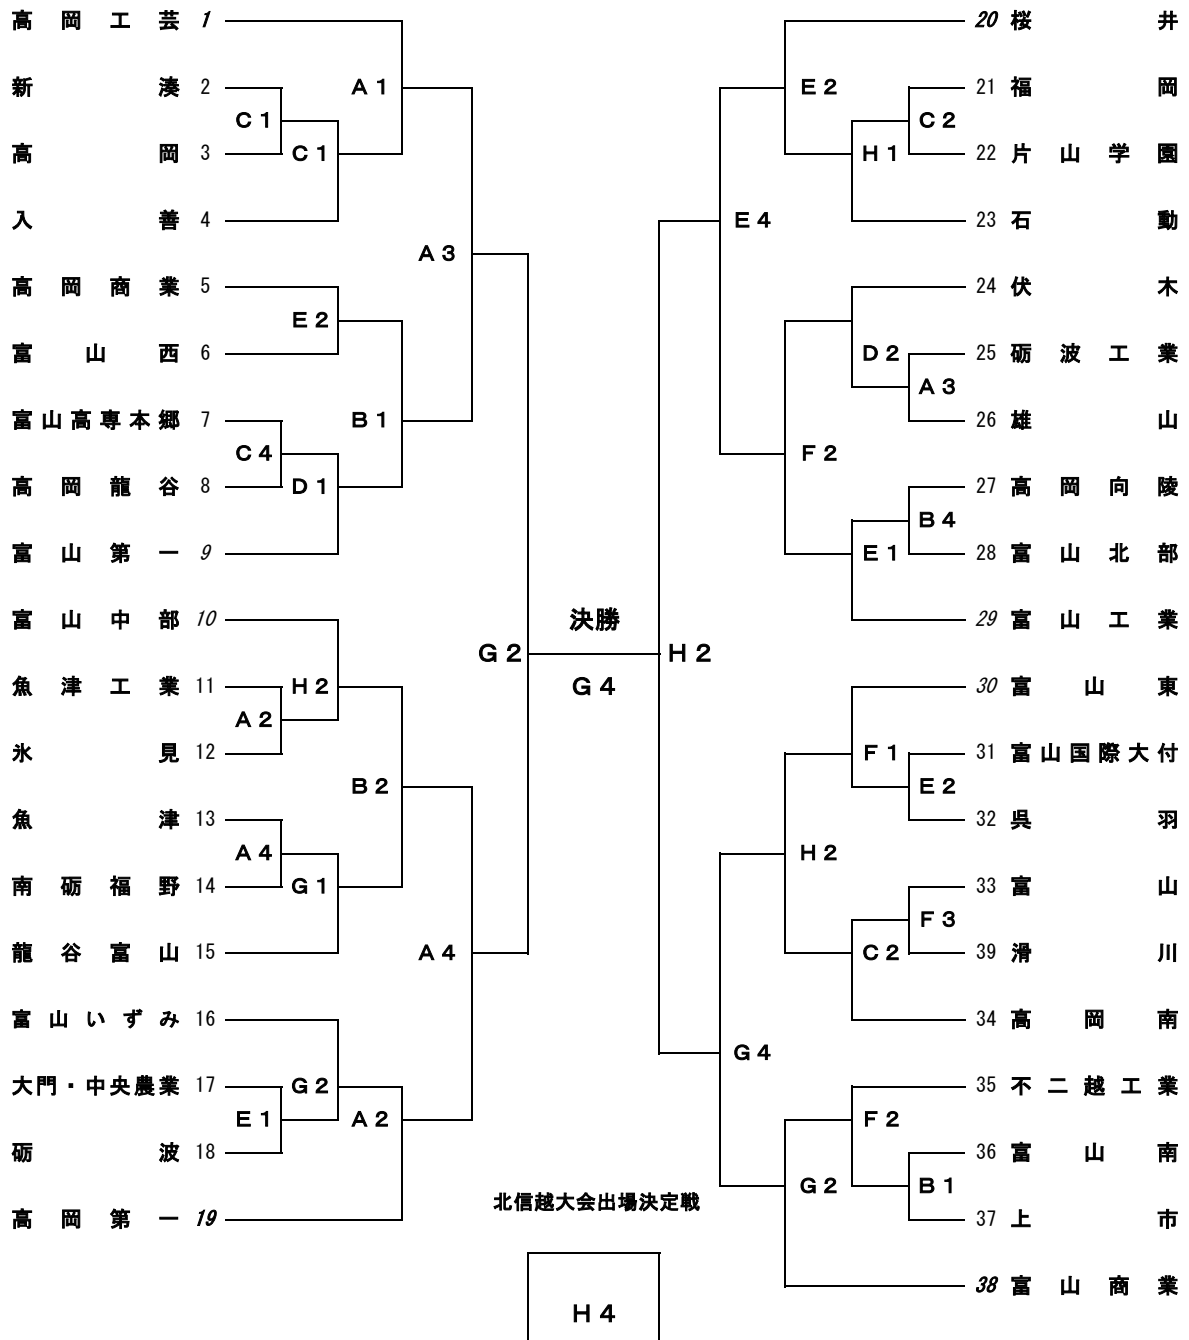 高岡工芸 1
A1
新湊 2
C1
高岡 3
C1
入善 4
A3
高岡商業 5
E2
富山西 6
富山高専本郷 7
B1
C4
高岡龍谷 8
D1
富山第一 9
富山中部 10
G2
魚津工業 11
H2
A2
氷見 12
B2
魚津 13
A4
南砺福野 14
G1
龍谷富山 15
A4
富山いずみ 16
大門・中央農業 17
G2
E1
A2
砺波 18
高岡第一 19
決勝
G4
20 桜井
E2
21 福岡
C2
22 片山学園
H1
23 石動
E4
24 伏木
25 砺波工業
D2
A3
26 雄山
F2
27 高岡向陵
B4
28 富山北部
E1
29 富山工業
H2
30 富山東
31 富山国際大付
F1
E2
32 呉羽
H2
33 富山
F3
39 滑川
C2
34 高岡南
G4
35 不二越工業
F2
36 富山南
B1
G2
37 上市
38 富山商業
北信越大会出場決定戦
H4